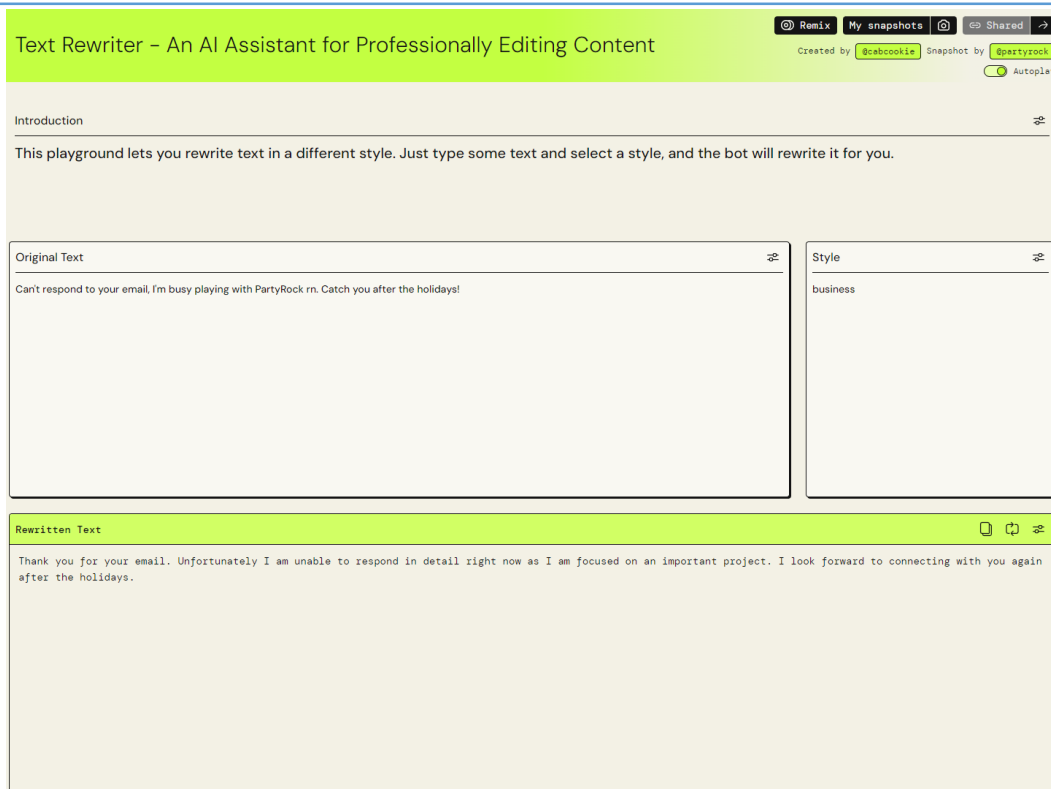 Text Rewriter - An AI Assistant for Professionally Editing Content
Remix
My snapshots
Shared
Created by @cabcookie Snapshot by @partyrock
Autopla
Introduction
This playground lets you rewrite text in a different style. Just type some text and select a style, and the bot will rewrite it for you.
Original Text
Can't respond to your email, I'm busy playing with PartyRock rn. Catch you after the holidays!
Style
business
Rewritten Text
Thank you for your email. Unfortunately I am unable to respond in detail right now as I am focused on an important project. I look forward to connecting with you again
after the holidays.